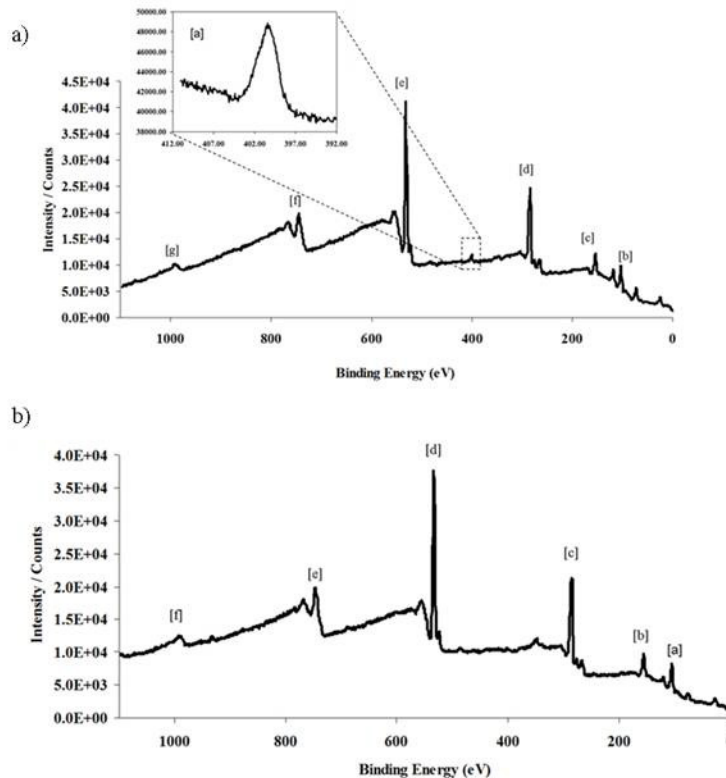 a)
[a]
50000.00
48000.00
46000.00
44000.00
42000.00
40000.00
38000.00
412.00 407.00 402.00 397.00 392.00
4.5E+04
4.0E+04
3.5E+04
3.0E+04
2.5E+04
2.0E+04
1.5E+04
1.0E+04
5.0E+03
0.0E+00
Intensity / Counts
[g]
[f]
[e]
[d]
[c]
[b]
1000 800 600 400 200 0
Binding Energy (eV)
b)
4.0E+04
3.5E+04
3.0E+04
2.5E+04
2.0E+04
1.5E+04
1.0E+04
5.0E+03
0.0E+00
Intensity / Counts
[f]
[e]
[d]
[c]
[b]
[a]
1000 800 600 400 200
Binding Energy (eV)